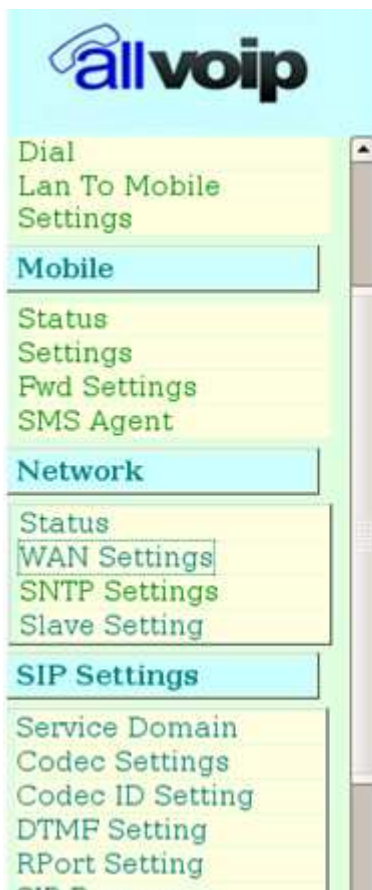 allvoip
Dial
Lan To Mobile
Settings
Mobile
Status
Settings
Fwd Settings
SMS Agent
Network
Status
WAN Settings
SNTP Settings
Slave Setting
SIP Settings
Service Domain
Codec Settings
Codec ID Setting
DTMF Setting
RPort Setting